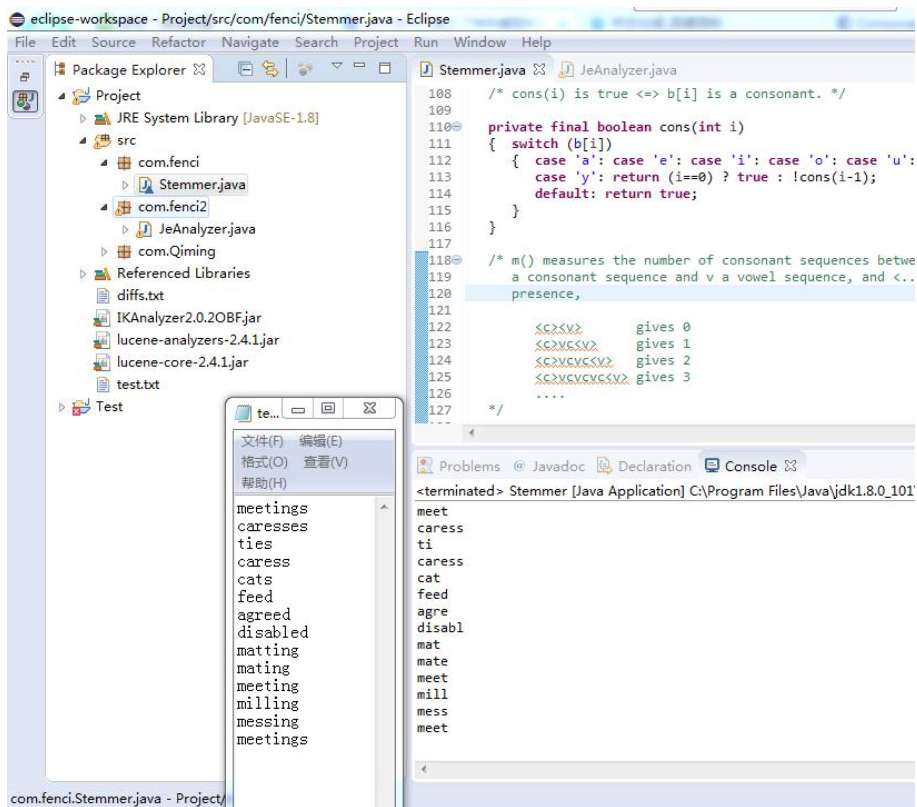 eclipse-workspace - Project/src/com/fenci/Stemmer.java - Eclipse
File Edit Source Refactor Navigate Search Project Run Window Help
Package Explorer
Project
JRE System Library [JavaSE-1.8]
src
com.fenci
Stemmer.java
com.fenci2
JeAnalyzer.java
com.Qiming
Referenced Libraries
diffs.txt
IKAnalyzer2.0.2OBF.jar
lucene-analyzers-2.4.1.jar
lucene-core-2.4.1.jar
test.txt
Test
te...
文件(F) 编辑(E)
格式(O) 查看(V)
帮助(H)
meetings
caresses
ties
caress
cats
feed
agreed
disabled
matting
mating
meeting
milling
messing
meetings
Stemmer.java JeAnalyzer.java
108 /* cons(i) is true <=> b[i] is a consonant. */
109
110 private final boolean cons(int i)
111 { switch (b[i])
112 { case 'a': case 'e': case 'i': case 'o': case 'u':
113 case 'y': return (i==0) ? true : !cons(i-1);
114 default: return true;
115 }
116 }
117
118 /* m() measures the number of consonant sequences betwe
119 a consonant sequence and v a vowel sequence, and <..
120 presence,
121
122 <c><v> gives 0
123 <c>vc<v> gives 1
124 <c>vcvc<v> gives 2
125 <c>vcvcvc<v> gives 3
126 ....
127 */
Problems Javadoc Declaration Console
<terminated> Stemmer [Java Application] C:\Program Files\Java\jdk1.8.0_101\
meet
caress
ti
caress
cat
feed
agre
disabl
mat
mate
meet
mill
mess
meet
com.fenci.Stemmer.java - Project/